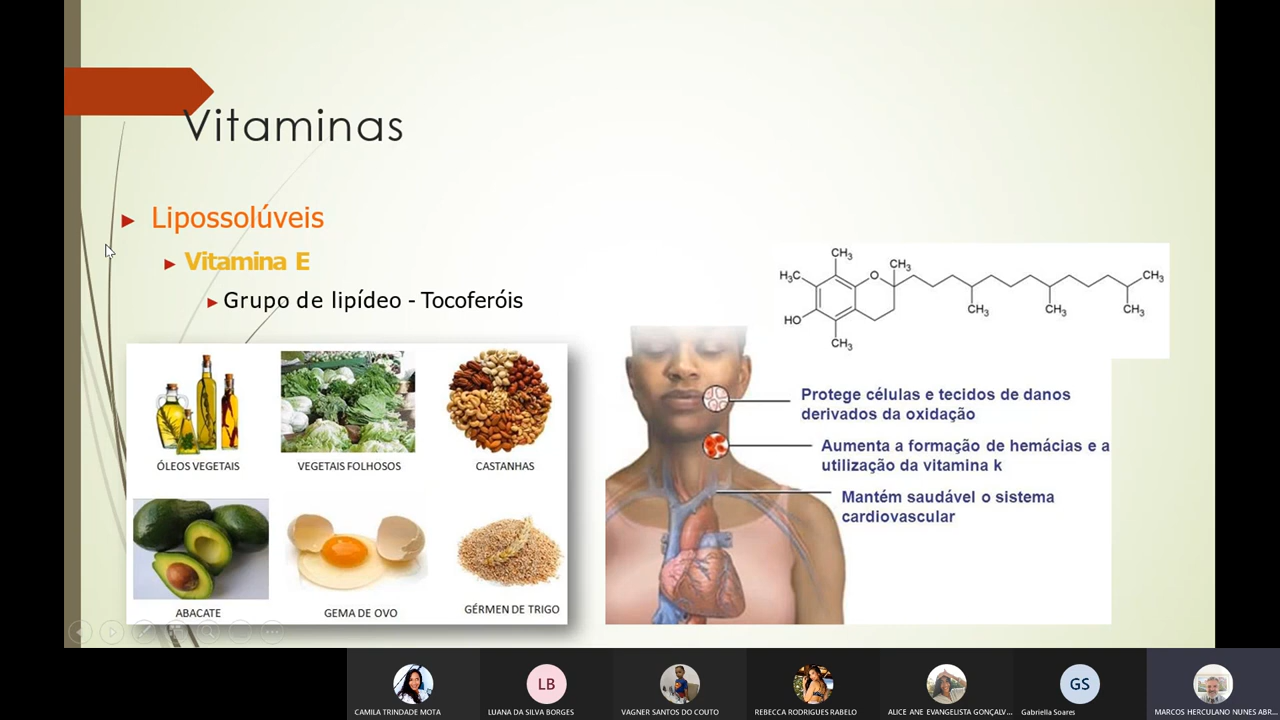 Vitaminas
Lipossolúveis
Vitamina E
Grupo de lipídeo - Tocoferóis
CH₃
H₃C
O
CH₃
CH₃
HO
CH₃
CH₃
CH₃
CH₃
ÓLEOS VEGETAIS
VEGETAIS FOLHOSOS
CASTANHAS
ABACATE
GEMA DE OVO
GÉRMEN DE TRIGO
Protege células e tecidos de danos
derivados da oxidação
Aumenta a formação de hemácias e a
utilização da vitamina k
Mantém saudável o sistema
cardiovascular
LB
GS
CAMILA TRINDADE MOTA
LUANA DA SILVA BORGES
VAGNER SANTOS DO COUTO
REBECCA RODRIGUES RABELO
ALICE ANE EVANGELISTA GONÇALV...
Gabriella Soares
MARCOS HERCILANO NUNES ABR...